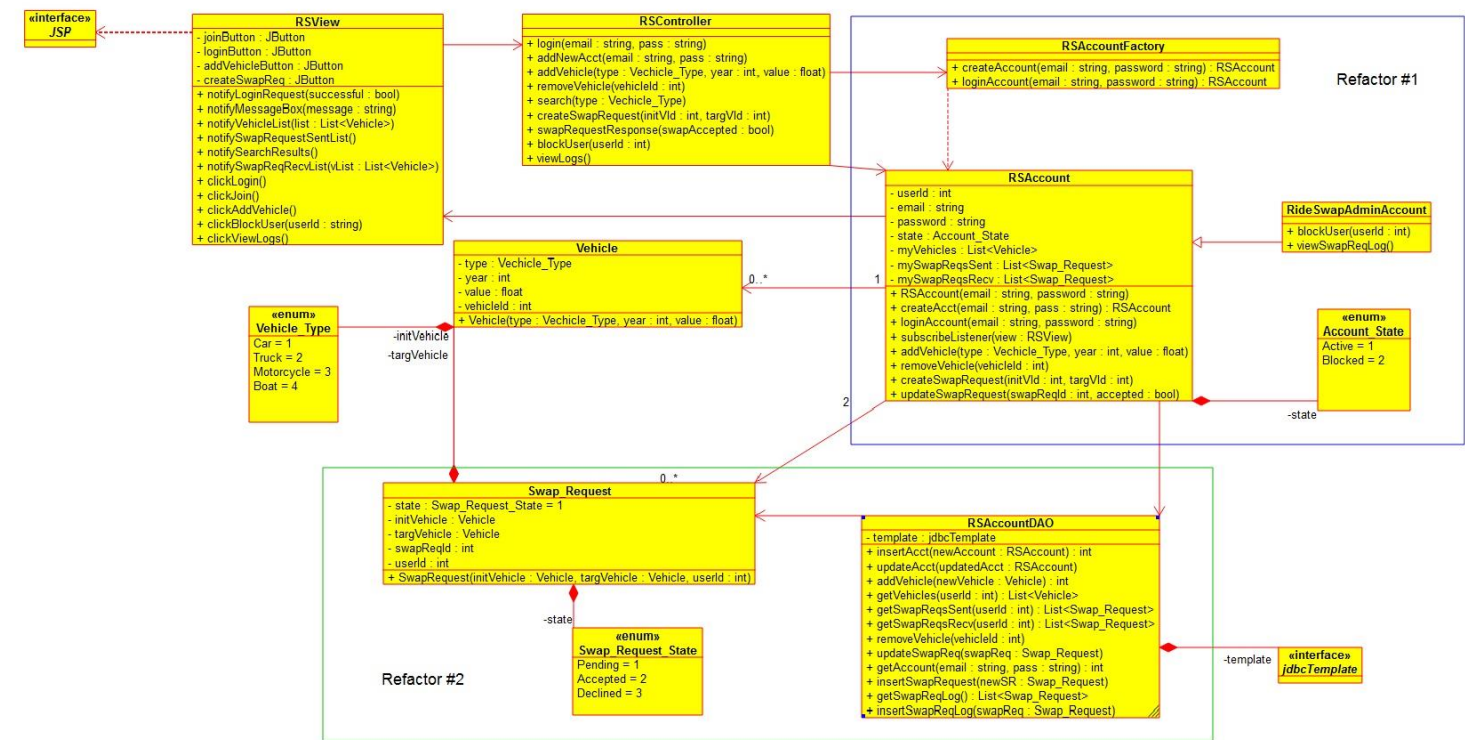 «interface»
JSP
RSView
- joinButton : JButton
- loginButton : JButton
- addVehicleButton : JButton
- createSwapReq : JButton
+ notifyLoginRequest(successful : bool)
+ notifyMessageBox(message : string)
+ notifyVehicleList(list : List<Vehicle>)
+ notifySwapRequestSentList()
+ notifySearchResults()
+ notifySwapReqRecvList(vList : List<Vehicle>)
+ clickLogin()
+ clickJoin()
+ clickAddVehicle()
+ clickBlockUser(userId : string)
+ clickViewLogs()
RSController
+ login(email : string, pass : string)
+ addNewAcct(email : string, pass : string)
+ addVehicle(type : Vechicle_Type, year : int, value : float)
+ removeVehicle(vehicleId : int)
+ search(type : Vechicle_Type)
+ createSwapRequest(initVId : int, targVId : int)
+ swapRequestResponse(swapAccepted : bool)
+ blockUser(userId : int)
+ viewLogs()
RSAccountFactory
+ createAccount(email : string, password : string) : RSAccount
+ loginAccount(email : string, password : string) : RSAccount
Refactor #1
RSAccount
- userId : int
- email : string
- password : string
- state : Account_State
- myVehicles : List<Vehicle>
- mySwapReqsSent : List<Swap_Request>
- mySwapReqsRecv : List<Swap_Request>
+ RSAccount(email : string, password : string)
+ createAcct(email : string, pass : string) : RSAccount
+ loginAccount(email : string, password : string)
+ subscribeListener(view : RSView)
+ addVehicle(type : Vechicle_Type, year : int, value : float)
+ removeVehicle(vehicleId : int)
+ createSwapRequest(initVId : int, targVId : int)
+ updateSwapRequest(swapReqId : int, accepted : bool)
RideSwapAdminAccount
+ blockUser(userId : int)
+ viewSwapReqLog()
Vehicle
- type : Vechicle_Type
- year : int
- value : float
- vehicleId : int
+ Vehicle(type : Vechicle_Type, year : int, value : float)
0..*
1
«enum»
Vehicle_Type
Car = 1
Truck = 2
Motorcycle = 3
Boat = 4
-initVehicle
-targVehicle
«enum»
Account_State
Active = 1
Blocked = 2
-state
2
0..*
Swap_Request
- state : Swap_Request_State = 1
- initVehicle : Vehicle
- targVehicle : Vehicle
- swapReqId : int
- userId : int
+ SwapRequest(initVehicle : Vehicle, targVehicle : Vehicle, userId : int)
-state
«enum»
Swap_Request_State
Pending = 1
Accepted = 2
Declined = 3
Refactor #2
RSAccountDAO
- template : jdbcTemplate
+ insertAcct(newAccount : RSAccount) : int
+ updateAcct(updatedAcct : RSAccount)
+ addVehicle(newVehicle : Vehicle) : int
+ getVehicles(userId : int) : List<Vehicle>
+ getSwapReqsSent(userId : int) : List<Swap_Request>
+ getSwapReqsRecv(userId : int) : List<Swap_Request>
+ removeVehicle(vehicleId : int)
+ updateSwapReq(swapReq : Swap_Request)
+ getAccount(email : string, pass : string) : int
+ insertSwapRequest(newSR : Swap_Request)
+ getSwapReqLog() : List<Swap_Request>
+ insertSwapReqLog(swapReq : Swap_Request)
-template
«interface»
jdbcTemplate